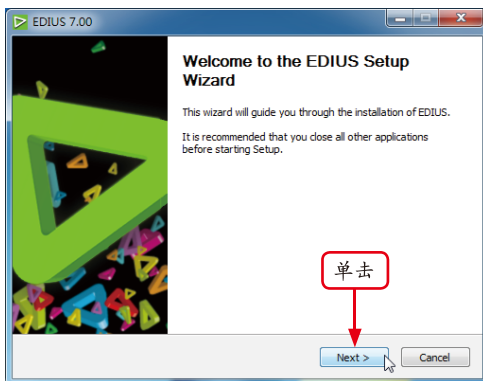 EDIUS 7.00
Welcome to the EDIUS Setup
Wizard
This wizard will guide you through the installation of EDIUS.
It is recommended that you close all other applications
before starting Setup.
单击
Next >
Cancel